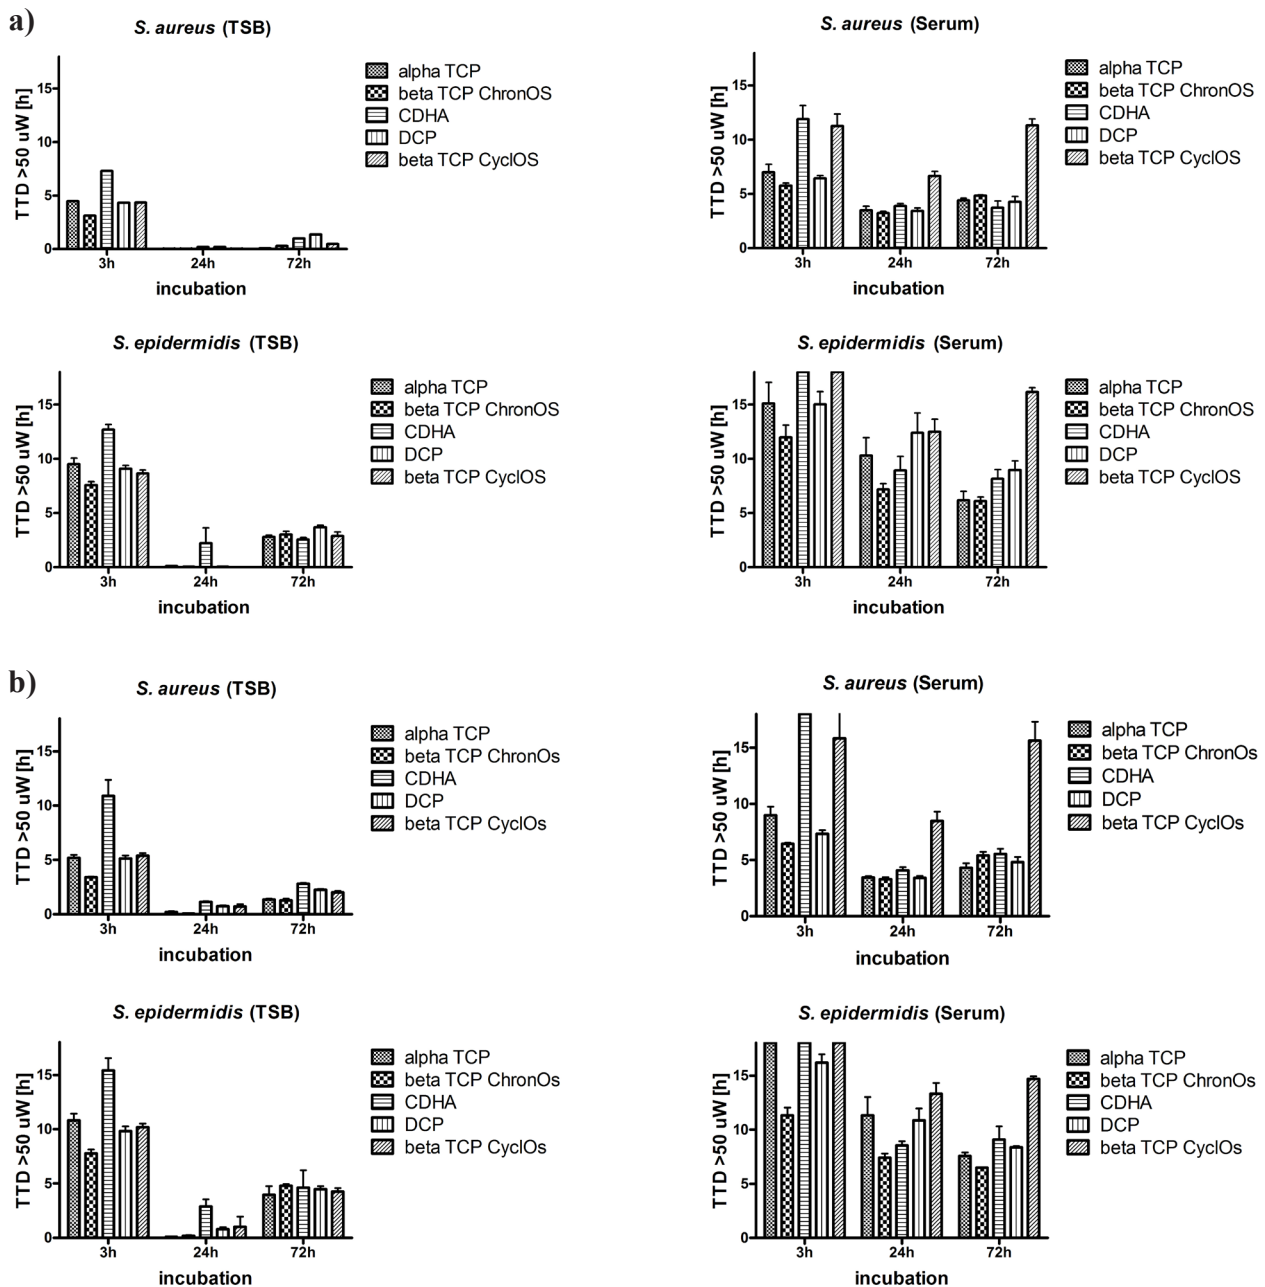 a)
S. aureus (TSB)
TTD >50 uW [h]
15
10
5
0
3h 24h 72h
incubation
alpha TCP
beta TCP ChronOS
CDHA
DCP
beta TCP CyclOS
S. aureus (Serum)
TTD >50 uW [h]
15
10
5
0
3h 24h 72h
incubation
alpha TCP
beta TCP ChronOS
CDHA
DCP
beta TCP CyclOS
S. epidermidis (TSB)
TTD >50 uW [h]
15
10
5
0
3h 24h 72h
incubation
alpha TCP
beta TCP ChronOS
CDHA
DCP
beta TCP CyclOS
S. epidermidis (Serum)
TTD >50 uW [h]
15
10
5
0
3h 24h 72h
incubation
alpha TCP
beta TCP ChronOS
CDHA
DCP
beta TCP CyclOS
b)
S. aureus (TSB)
TTD >50 uW [h]
15
10
5
0
3h 24h 72h
incubation
alpha TCP
beta TCP ChronOs
CDHA
DCP
beta TCP CyclOs
S. aureus (Serum)
TTD >50 uW [h]
15
10
5
0
3h 24h 72h
incubation
alpha TCP
beta TCP ChronOs
CDHA
DCP
beta TCP CyclOs
S. epidermidis (TSB)
TTD >50 uW [h]
15
10
5
0
3h 24h 72h
incubation
alpha TCP
beta TCP ChronOs
CDHA
DCP
beta TCP CyclOs
S. epidermidis (Serum)
TTD >50 uW [h]
15
10
5
0
3h 24h 72h
incubation
alpha TCP
beta TCP ChronOs
CDHA
DCP
beta TCP CyclOs